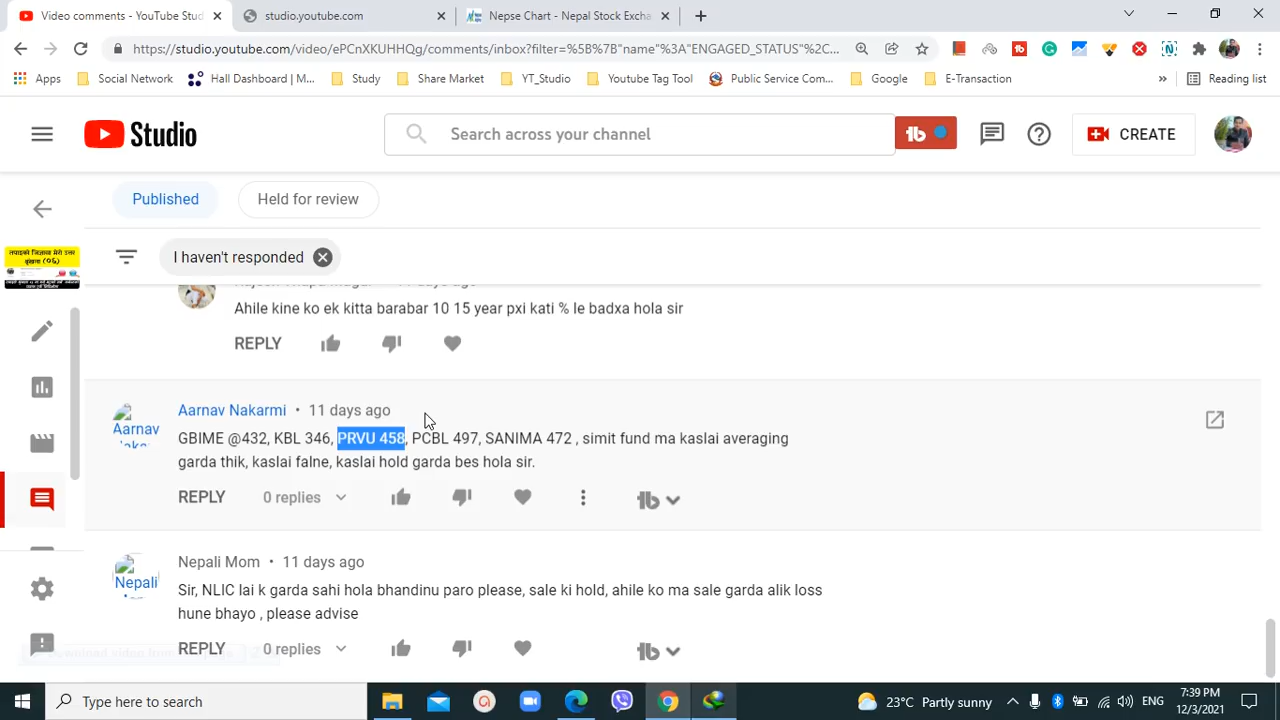 Video comments - YouTube Stud
studio.youtube.com
Nepse Chart - Nepal Stock Excha
https://studio.youtube.com/video/ePCnXKUHHQg/comments/inbox?filter=%5B%7B"name"%3A"ENGAGED_STATUS"%2C...
Apps
Social Network
Hall Dashboard | M...
Study
Share Market
YT_Studio
Youtube Tag Tool
Public Service Com...
Google
E-Transaction
»
Reading list
Studio
Search across your channel
CREATE
Published
Held for review
I haven't responded
Ahile kine ko ek kitta barabar 10 15 year pxi kati % le badxa hola sir
REPLY
Aarnav Nakarmi • 11 days ago
Aarnav
GBIME @432, KBL 346, PRVU 458, PCBL 497, SANIMA 472 , simit fund ma kaslai averaging
garda thik, kaslai falne, kaslai hold garda bes hola sir.
REPLY 0 replies
Nepali Mom • 11 days ago
Nepali
Sir, NLIC lai k garda sahi hola bhandinu paro please, sale ki hold, ahile ko ma sale garda alik loss
hune bhayo , please advise
REPLY 0 replies
Type here to search
23°C Partly sunny
ENG
7:39 PM
12/3/2021